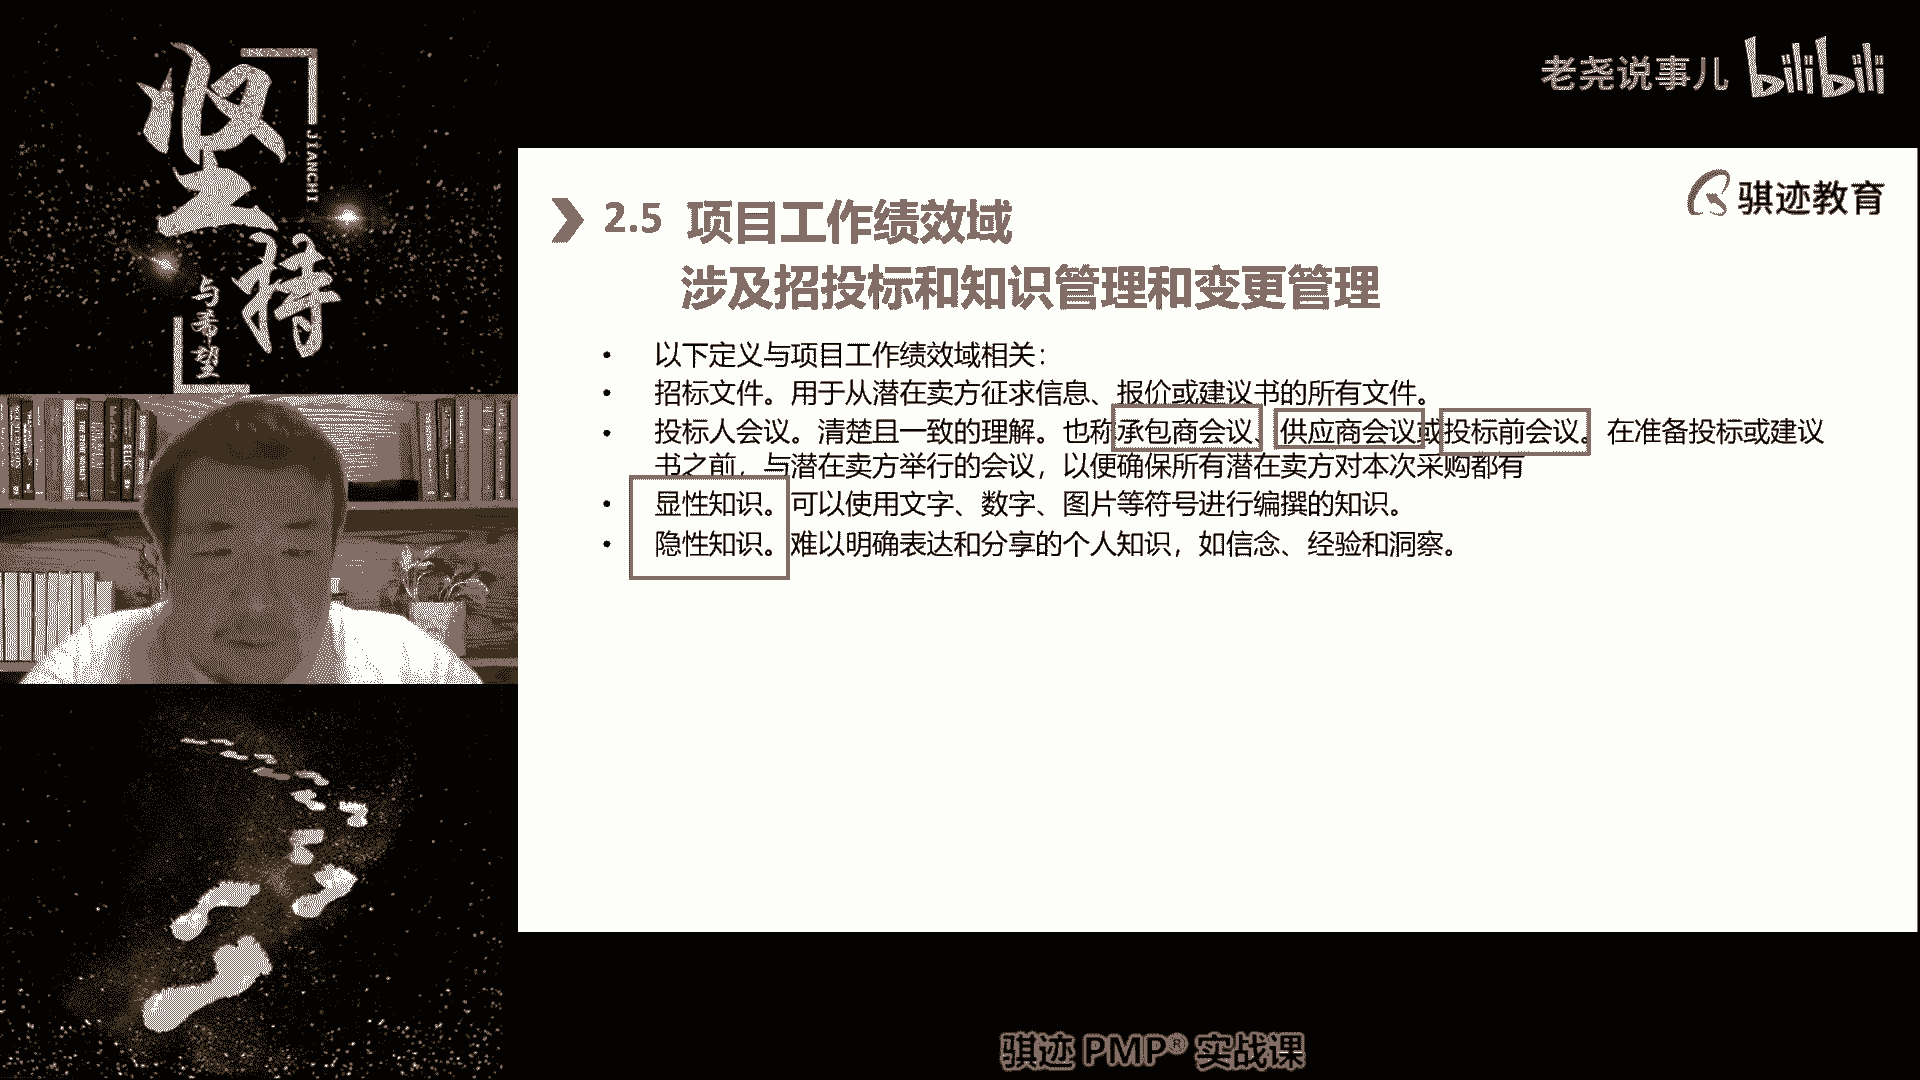 坚持
JIANCHI
与希望
老尧说事儿 bilibili
骐迹教育
2.5 项目工作绩效域
涉及招投标和知识管理和变更管理
• 以下定义与项目工作绩效域相关：
• 招标文件。用于从潜在卖方征求信息、报价或建议书的所有文件。
• 投标人会议。清楚且一致的理解。也称承包商会议、供应商会议或投标前会议。在准备投标或建议
书之前，与潜在卖方举行的会议，以便确保所有潜在卖方对本次采购都有
• 显性知识。可以使用文字、数字、图片等符号进行编撰的知识。
• 隐性知识。难以明确表达和分享的个人知识，如信念、经验和洞察。
骐迹 PMP® 实战课